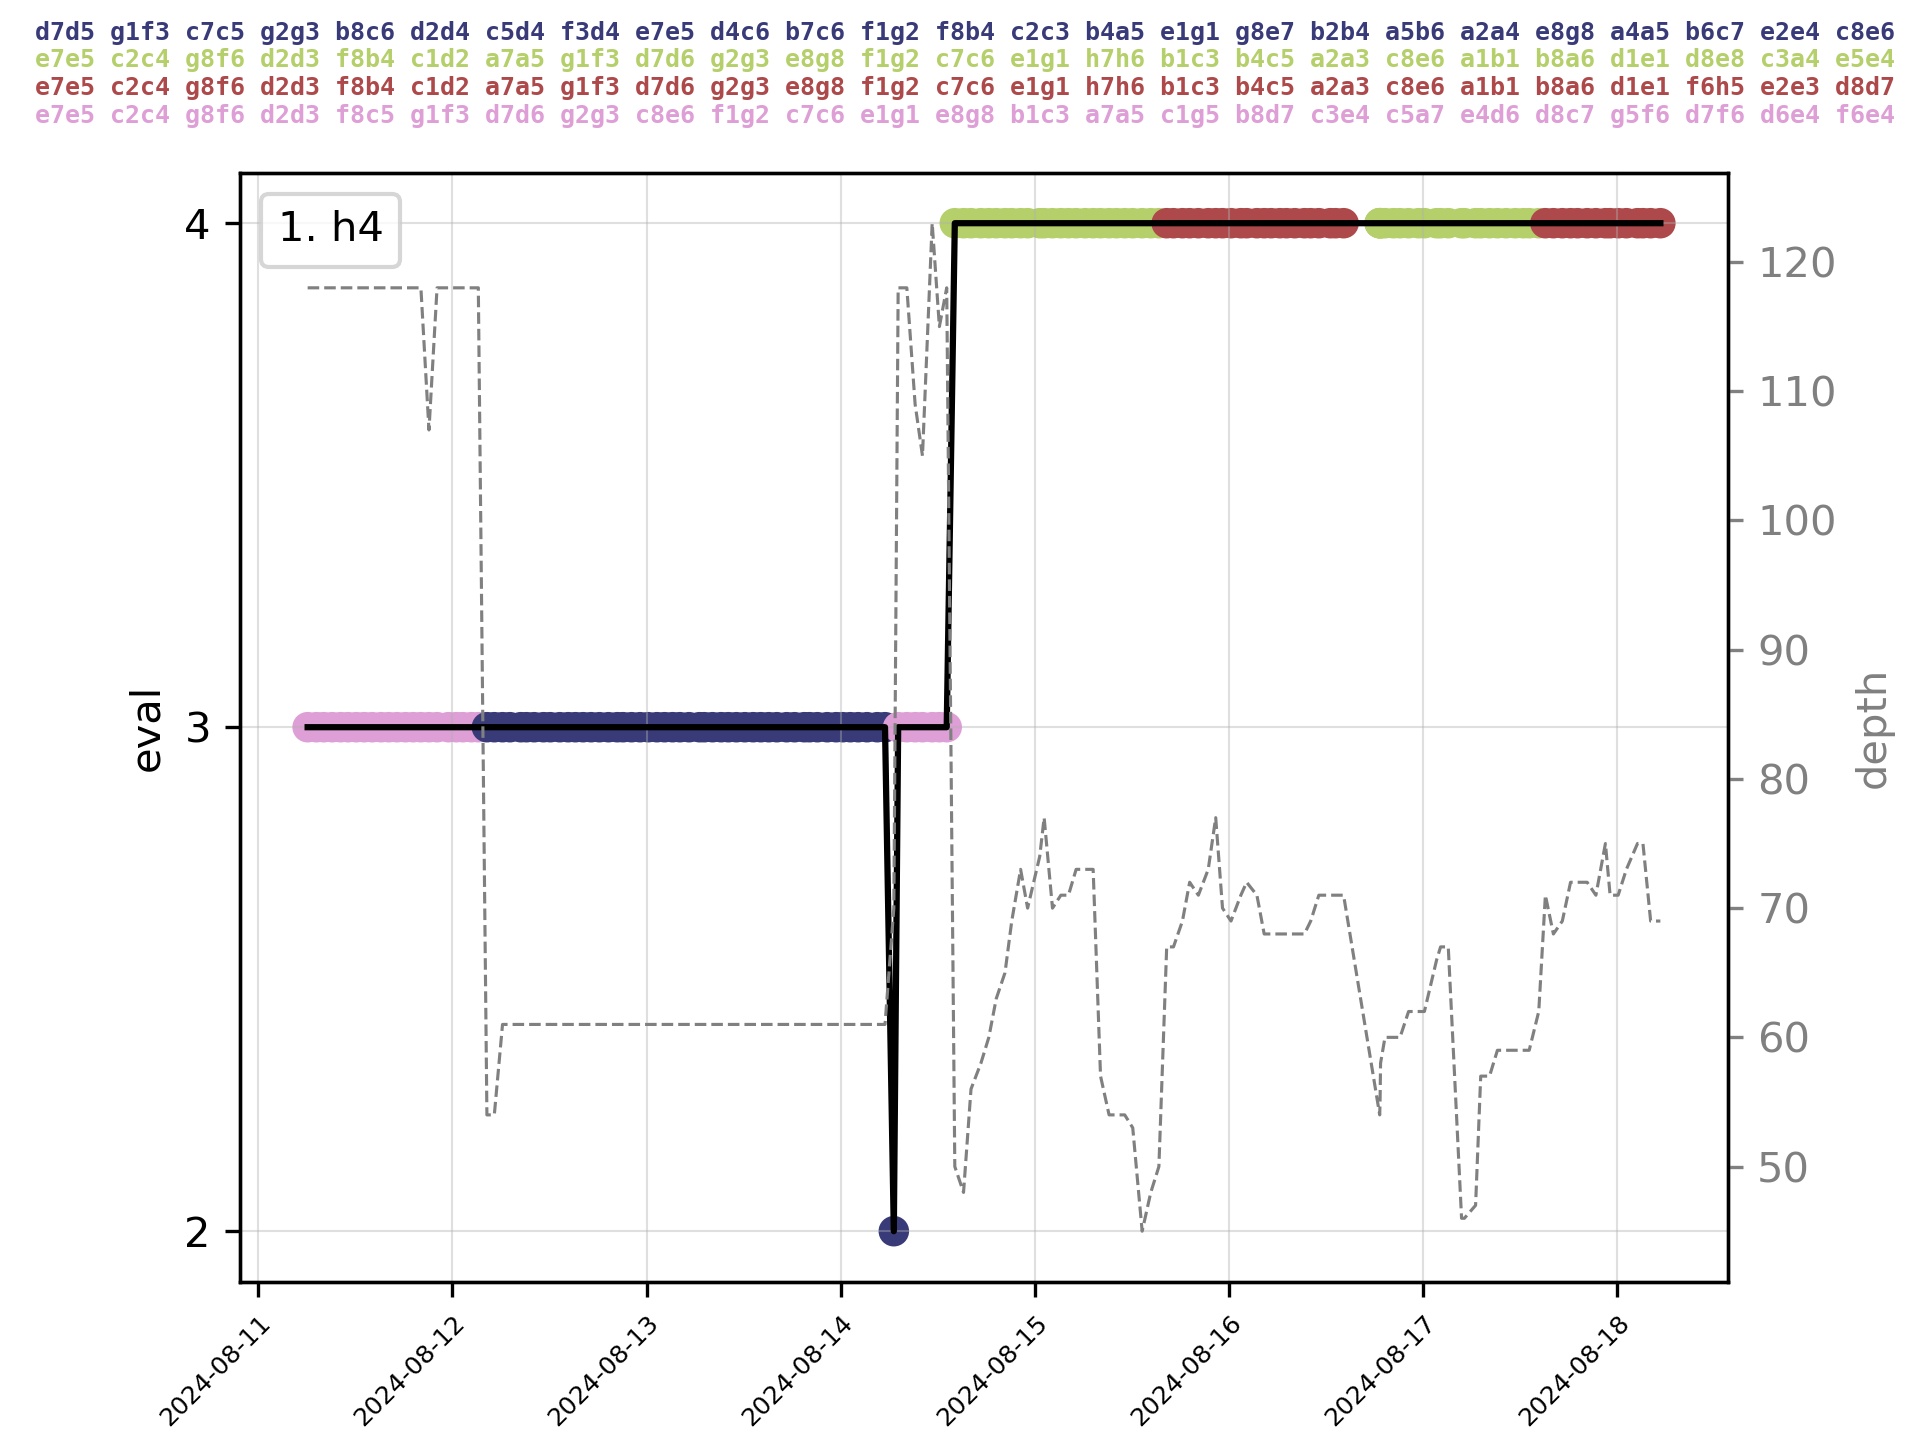 d7d5 g1f3 c7c5 g2g3 b8c6 d2d4 c5d4 f3d4 e7e5 d4c6 b7c6 f1g2 f8b4 c2c3 b4a5 e1g1 g8e7 b2b4 a5b6 a2a4 e8g8 a4a5 b6c7 e2e4 c8e6
e7e5 c2c4 g8f6 d2d3 f8b4 c1d2 a7a5 g1f3 d7d6 g2g3 e8g8 f1g2 c7c6 e1g1 h7h6 b1c3 b4c5 a2a3 c8e6 a1b1 b8a6 d1e1 d8e8 c3a4 e5e4
e7e5 c2c4 g8f6 d2d3 f8b4 c1d2 a7a5 g1f3 d7d6 g2g3 e8g8 f1g2 c7c6 e1g1 h7h6 b1c3 b4c5 a2a3 c8e6 a1b1 b8a6 d1e1 f6h5 e2e3 d8d7
e7e5 c2c4 g8f6 d2d3 f8c5 g1f3 d7d6 g2g3 c8e6 f1g2 c7c6 e1g1 e8g8 b1c3 a7a5 c1g5 b8d7 c3e4 c5a7 e4d6 d8c7 g5f6 d7f6 d6e4 f6e4
1. h4
4
3
2
eval
120
110
100
90
80
70
60
50
depth
2024-08-11
2024-08-12
2024-08-13
2024-08-14
2024-08-15
2024-08-16
2024-08-17
2024-08-18